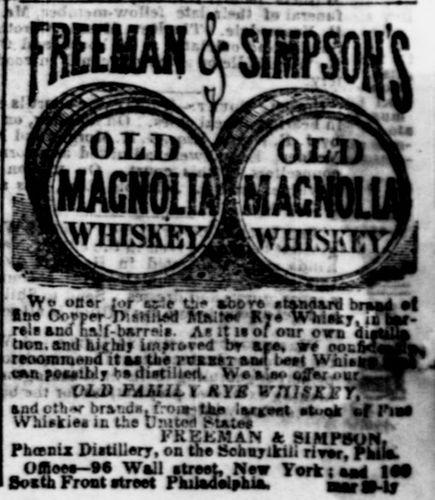 FREEMAN & SIMPSON'S
OLD
MAGNOLIA
WHISKEY
OLD
MAGNOLIA
WHISKEY
We offer for sale the above standard brand of
fine Copper-Distilled Malted Rye Whisky, in bar-
rels and half-barrels. As it is of our own distilla-
tion, and highly improved by age, we confidently
recommend it as the PUREST and best Whisky
can possibly be distilled. We also offer our
OLD FAMILY RYE WHISKEY,
and other brands, from the largest stock of Fine
Whiskies in the United States
FREEMAN & SIMPSON,
Phœnix Distillery, on the Schuylkill river, Phila.
Offices—96 Wall street, New York; and
South Front street Philadelphia.